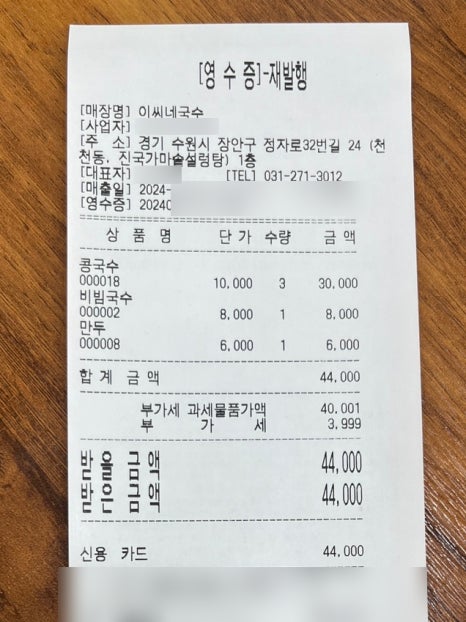 [영 수 증]-재발행
[매장명] 이씨네국수
[사업자]
[주 소] 경기 수원시 장안구 정자로32번길 24 (천
천동, 진국가마솥설렁탕) 1층
[대표자] [TEL] 031-271-3012
[매출일] 2024-
[영수증] 2024
상 품 명 단 가 수량 금 액
콩국수
000018 10,000 3 30,000
비빔국수
000002 8,000 1 8,000
만두
000008 6,000 1 6,000
합 계 금 액 44,000
부가세 과세물품가액 40,001
부 가 세 3,999
받을 금액 44,000
받은 금액 44,000
신용 카드 44,000